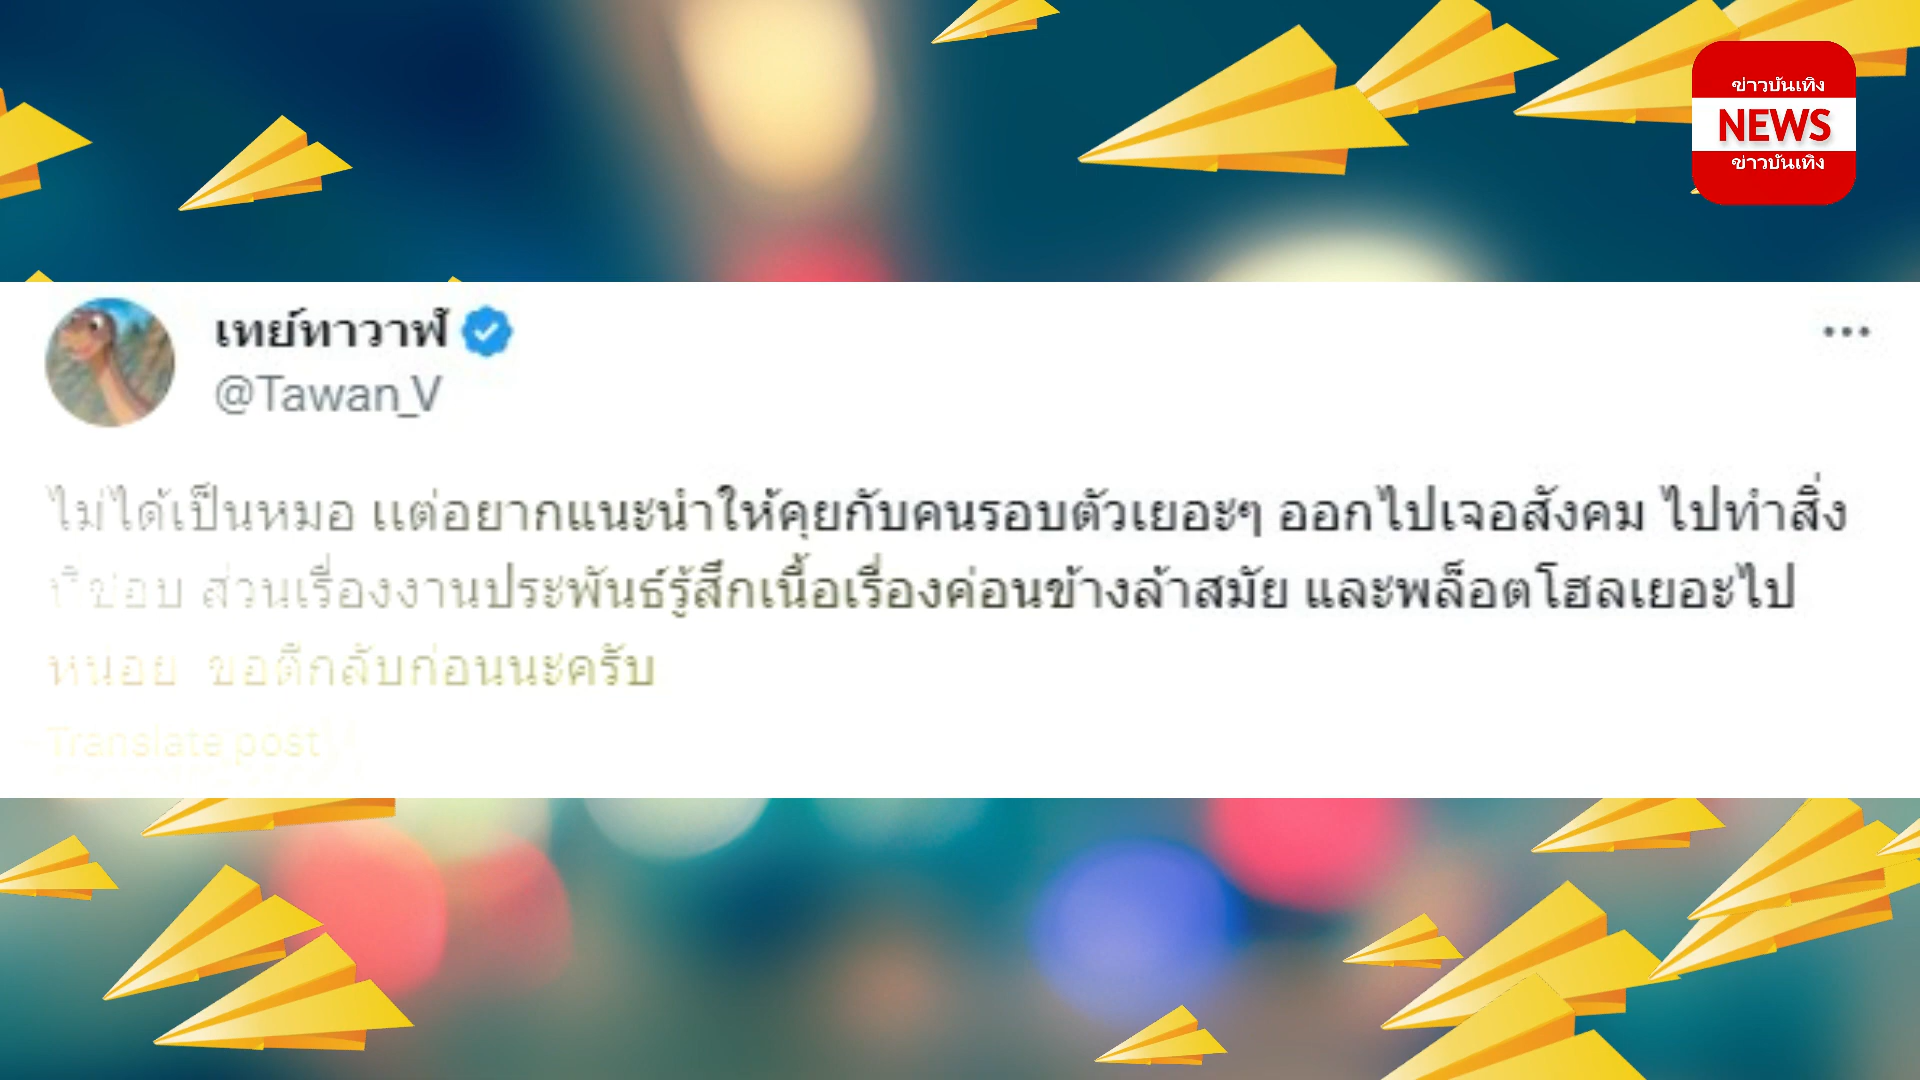 ข่าวบันเทิง
NEWS
ข่าวบันเทิง
เทย์ทาวาฬ
@Tawan_V
ไม่ได้เป็นหมอ แต่อยากแนะนำให้คุยกับคนรอบตัวเยอะๆ ออกไปเจอสังคม ไปทำสิ่ง
ที่ชอบ ส่วนเรื่องงานประพันธ์รู้สึกเนื้อเรื่องค่อนข้างล้าสมัย และพล็อตโฮลเยอะไป
หน่อย ขอตีกลับก่อนนะครับ
Translate post